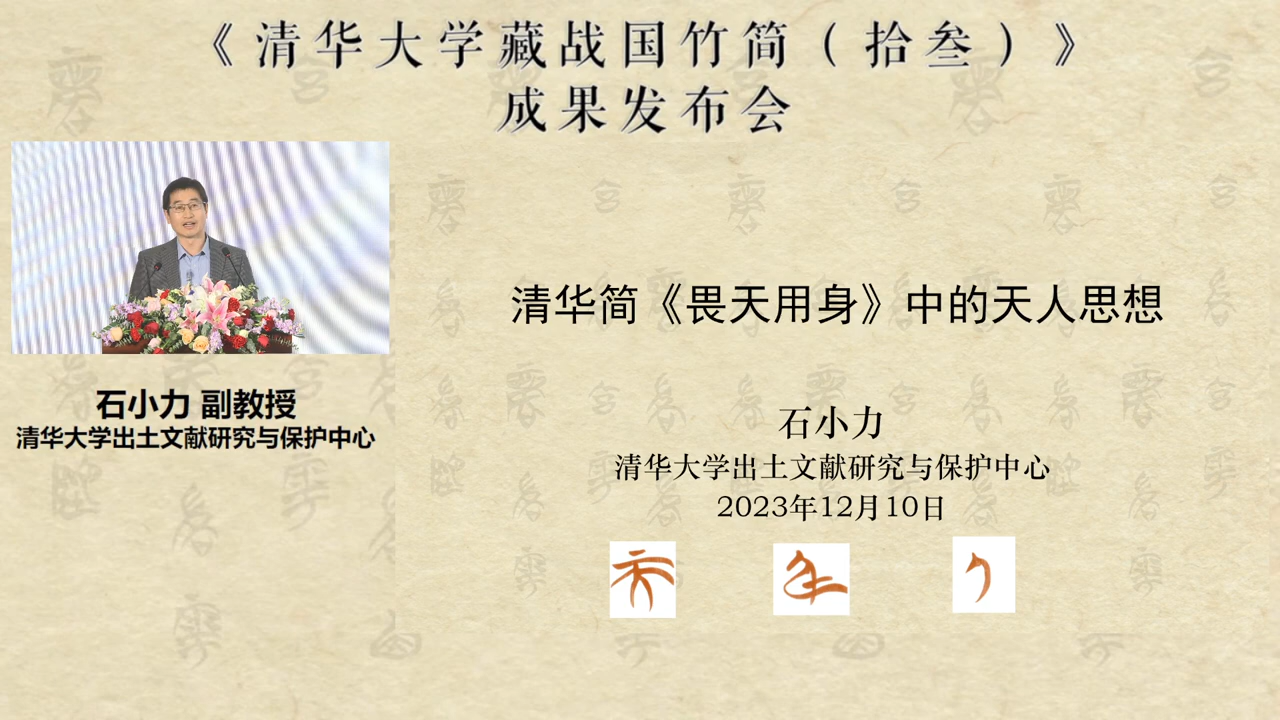 《清华大学藏战国竹简（拾叁）》
成果发布会
石小力 副教授
清华大学出土文献研究与保护中心
清华简《畏天用身》中的天人思想
石小力
清华大学出土文献研究与保护中心
2023年12月10日